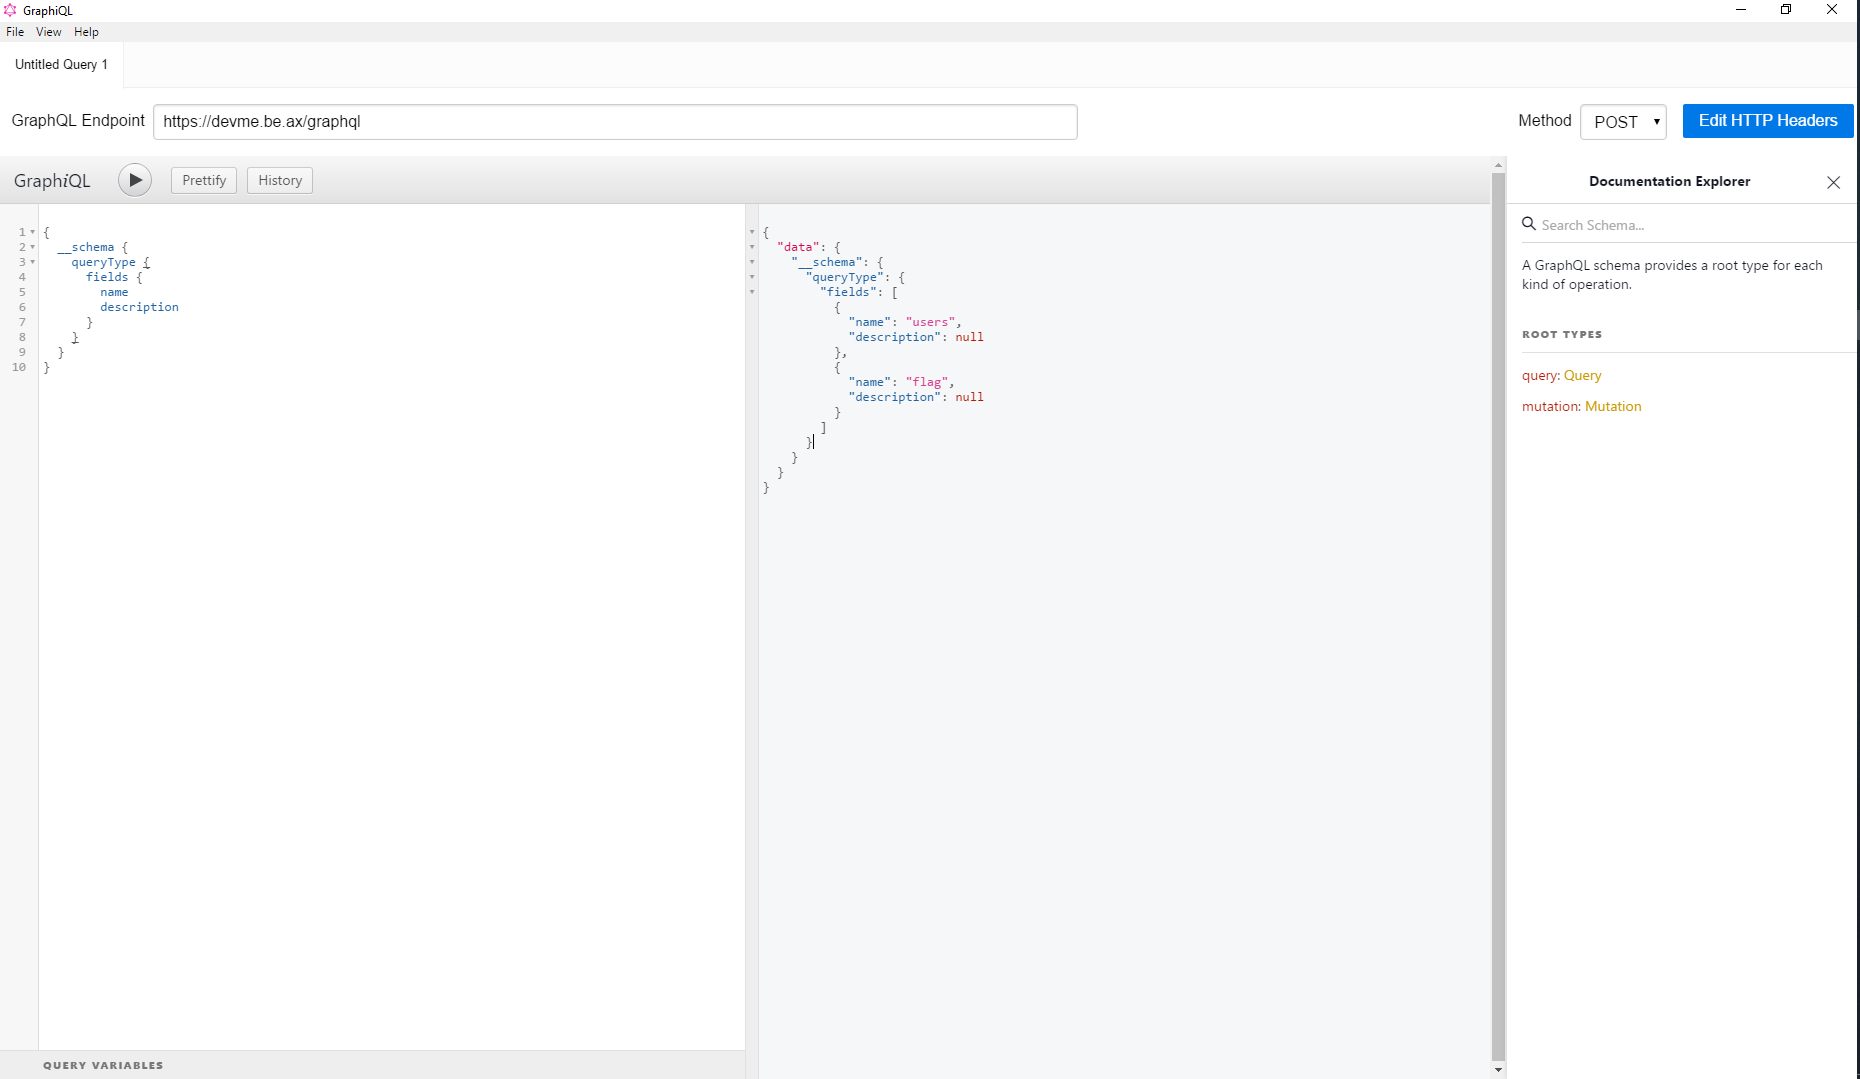 GraphiQL
File View Help
Untitled Query 1
GraphQL Endpoint https://devme.be.ax/graphql Method POST Edit HTTP Headers
GraphiQL Prettify History
1 {
2 __schema {
3 queryType {
4 fields {
5 name
6 description
7 }
8 }
9 }
10 }
QUERY VARIABLES
{
"data": {
"__schema": {
"queryType": {
"fields": [
{
"name": "users",
"description": null
},
{
"name": "flag",
"description": null
}
]
}
}
}
}
Documentation Explorer
Search Schema...
A GraphQL schema provides a root type for each
kind of operation.
ROOT TYPES
query: Query
mutation: Mutation